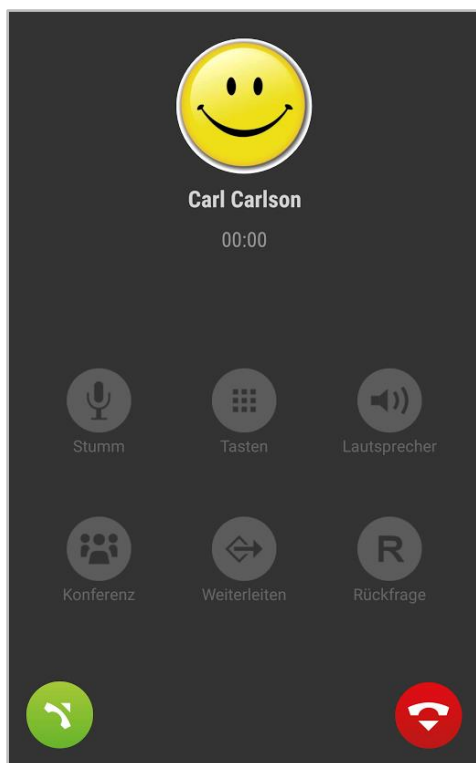 Carl Carlson
00:00
Stumm Tasten Lautsprecher
R
Konferenz Weiterleiten Rückfrage